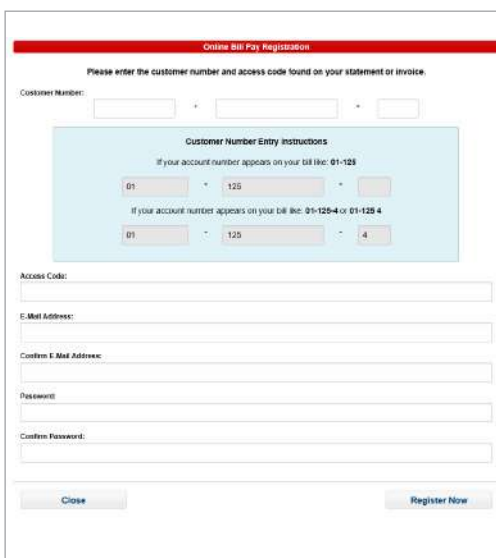 Online Bill Pay Registration
Please enter the customer number and access code found on your statement or invoice.
Customer Number:
- -
Customer Number Entry Instructions
If your account number appears on your bill like: 01-125
01 - 125 -
If your account number appears on your bill like: 01-125-4 or 01-125 4
01 - 125 - 4
Access Code:
E-Mail Address:
Confirm E-Mail Address:
Password:
Confirm Password:
Close Register Now